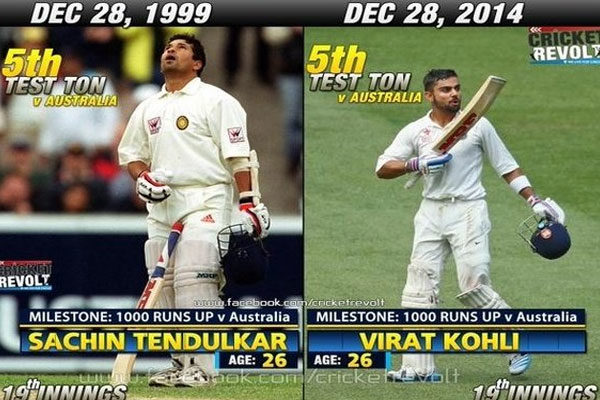 DEC 28, 1999
5th
TEST TON
v AUSTRALIA
CRICKET
REVOLT
MILESTONE: 1000 RUNS UP v Australia
SACHIN TENDULKAR
AGE: 26
19th INNINGS
DEC 28, 2014
CRICKET
REVOLT
5th
TEST TON
v AUSTRALIA
MILESTONE: 1000 RUNS UP v Australia
VIRAT KOHLI
AGE: 26
19th INNINGS
www.facebook.com/cricketrevolt
www.facebook.com/cricketrevolt